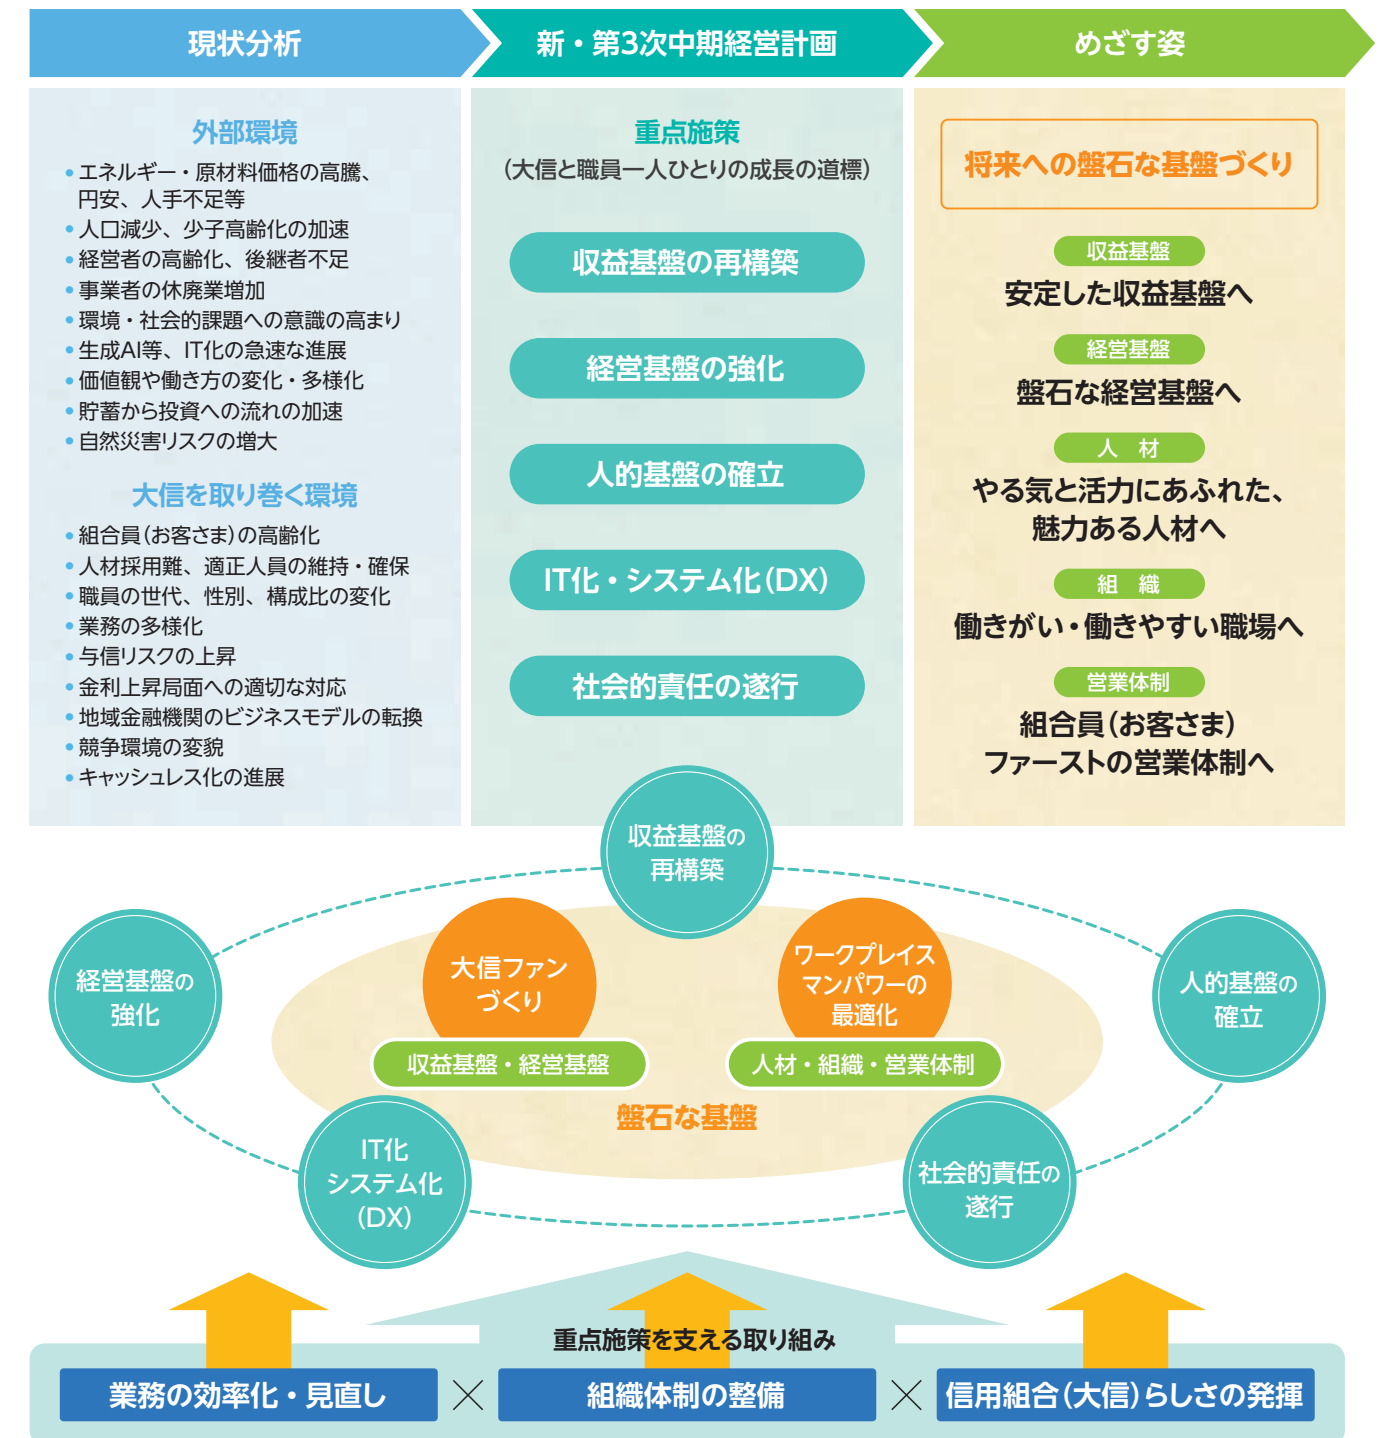 現状分析
新・第3次中期経営計画
めざす姿
外部環境
•エネルギー・原材料価格の高騰、
円安、人手不足等
•人口減少、少子高齢化の加速
•経営者の高齢化、後継者不足
•事業者の休廃業増加
•環境・社会的課題への意識の高まり
•生成AI等、IT化の急速な進展
•価値観や働き方の変化・多様化
•貯蓄から投資への流れの加速
•自然災害リスクの増大
大信を取り巻く環境
•組合員(お客さま)の高齢化
•人材採用難、適正人員の維持・確保
•職員の世代、性別、構成比の変化
•業務の多様化
•与信リスクの上昇
•金利上昇局面への適切な対応
•地域金融機関のビジネスモデルの転換
•競争環境の変貌
•キャッシュレス化の進展
重点施策
(大信と職員一人ひとりの成長の道標)
収益基盤の再構築
経営基盤の強化
人的基盤の確立
IT化・システム化(DX)
社会的責任の遂行
将来への盤石な基盤づくり
収益基盤
安定した収益基盤へ
経営基盤
盤石な経営基盤へ
人 材
やる気と活力にあふれた、
魅力ある人材へ
組 織
働きがい・働きやすい職場へ
営業体制
組合員(お客さま)
ファーストの営業体制へ
収益基盤の
再構築
経営基盤の
強化
大信ファン
づくり
収益基盤・経営基盤
ワークプレイス
マンパワーの
最適化
人材・組織・営業体制
人的基盤の
確立
盤石な基盤
IT化
システム化
(DX)
社会的責任の
遂行
重点施策を支える取り組み
業務の効率化・見直し
×
組織体制の整備
×
信用組合(大信)らしさの発揮